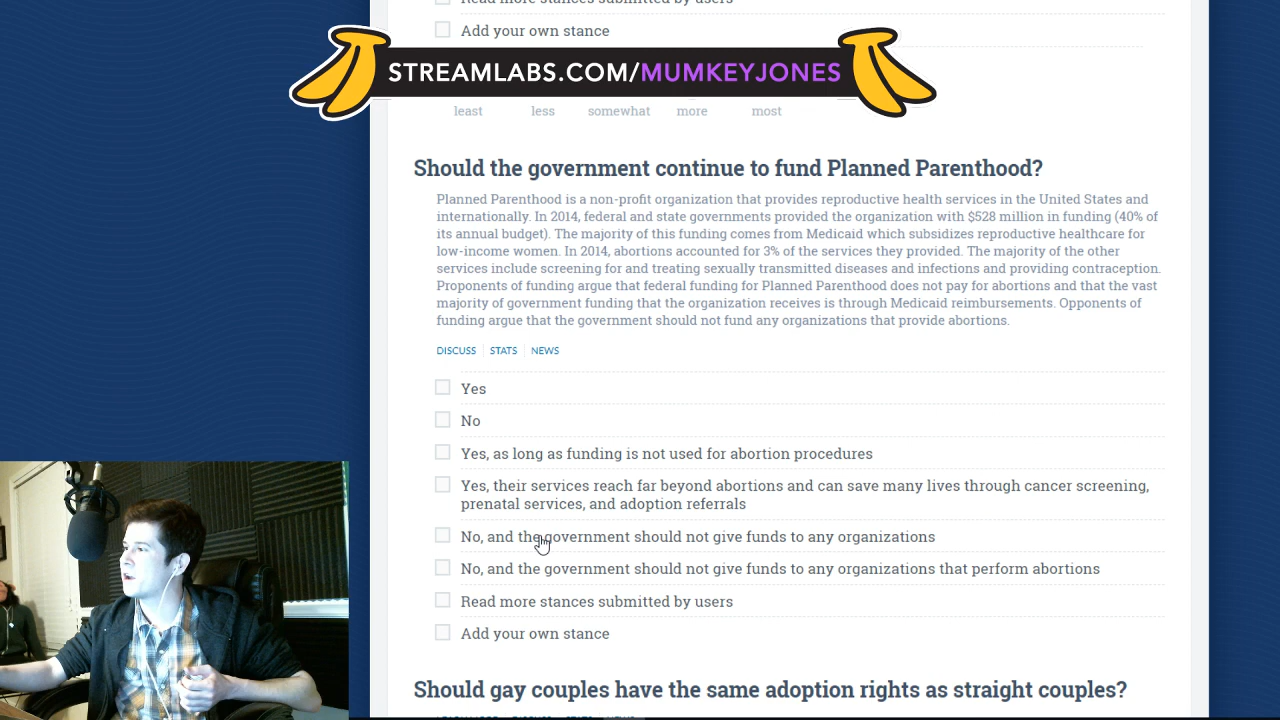 Read more stances submitted by users
Add your own stance
STREAMLABS.COM/MUMKEYJONES
least less somewhat more most
Should the government continue to fund Planned Parenthood?
Planned Parenthood is a non-profit organization that provides reproductive health services in the United States and
internationally. In 2014, federal and state governments provided the organization with $528 million in funding (40% of
its annual budget). The majority of this funding comes from Medicaid which subsidizes reproductive healthcare for
low-income women. In 2014, abortions accounted for 3% of the services they provided. The majority of the other
services include screening for and treating sexually transmitted diseases and infections and providing contraception.
Proponents of funding argue that federal funding for Planned Parenthood does not pay for abortions and that the vast
majority of government funding that the organization receives is through Medicaid reimbursements. Opponents of
funding argue that the government should not fund any organizations that provide abortions.
DISCUSS STATS NEWS
Yes
No
Yes, as long as funding is not used for abortion procedures
Yes, their services reach far beyond abortions and can save many lives through cancer screening,
prenatal services, and adoption referrals
No, and the government should not give funds to any organizations
No, and the government should not give funds to any organizations that perform abortions
Read more stances submitted by users
Add your own stance
Should gay couples have the same adoption rights as straight couples?